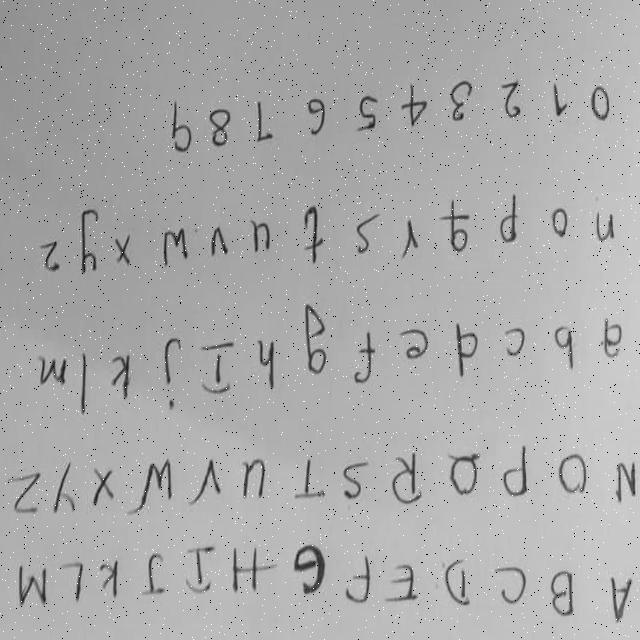 A B C D E F G H I J K L M
N O P Q R S T U V W X Y Z
a b c d e f g h i j k l m
n o p q r s t u v w x y z
0 1 2 3 4 5 6 7 8 9